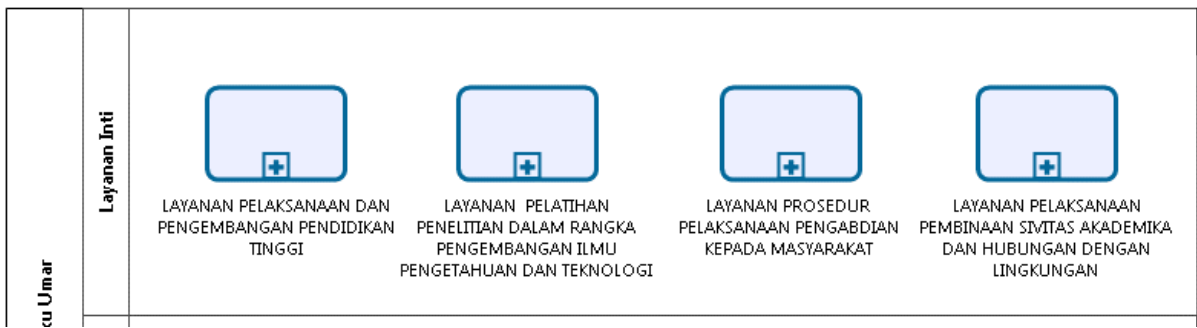 Layanan Inti
Umar
LAYANAN PELAKSANAAN DAN
PENGEMBANGAN PENDIDIKAN
TINGGI
LAYANAN PELATIHAN
PENELITIAN DALAM RANGKA
PENGEMBANGAN ILMU
PENGETAHUAN DAN TEKNOLOGI
LAYANAN PROSEDUR
PELAKSANAAN PENGABDIAN
KEPADA MASYARAKAT
LAYANAN PELAKSANAAN
PEMBINAAN SIVITAS AKADEMIKA
DAN HUBUNGAN DENGAN
LINGKUNGAN